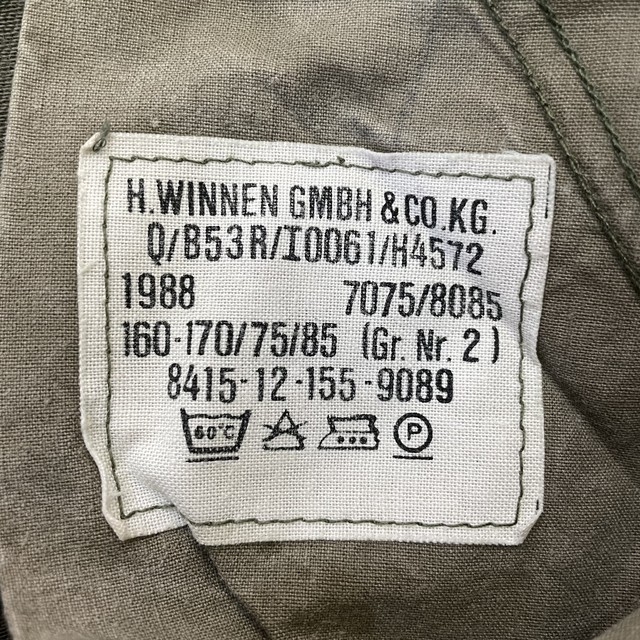 H.WINNEN GMBH & CO.KG.
Q/B53R/I0061/H4572
1988 7075/8085
160-170/75/85 (Gr. Nr. 2)
8415-12-155-9089
60°C P